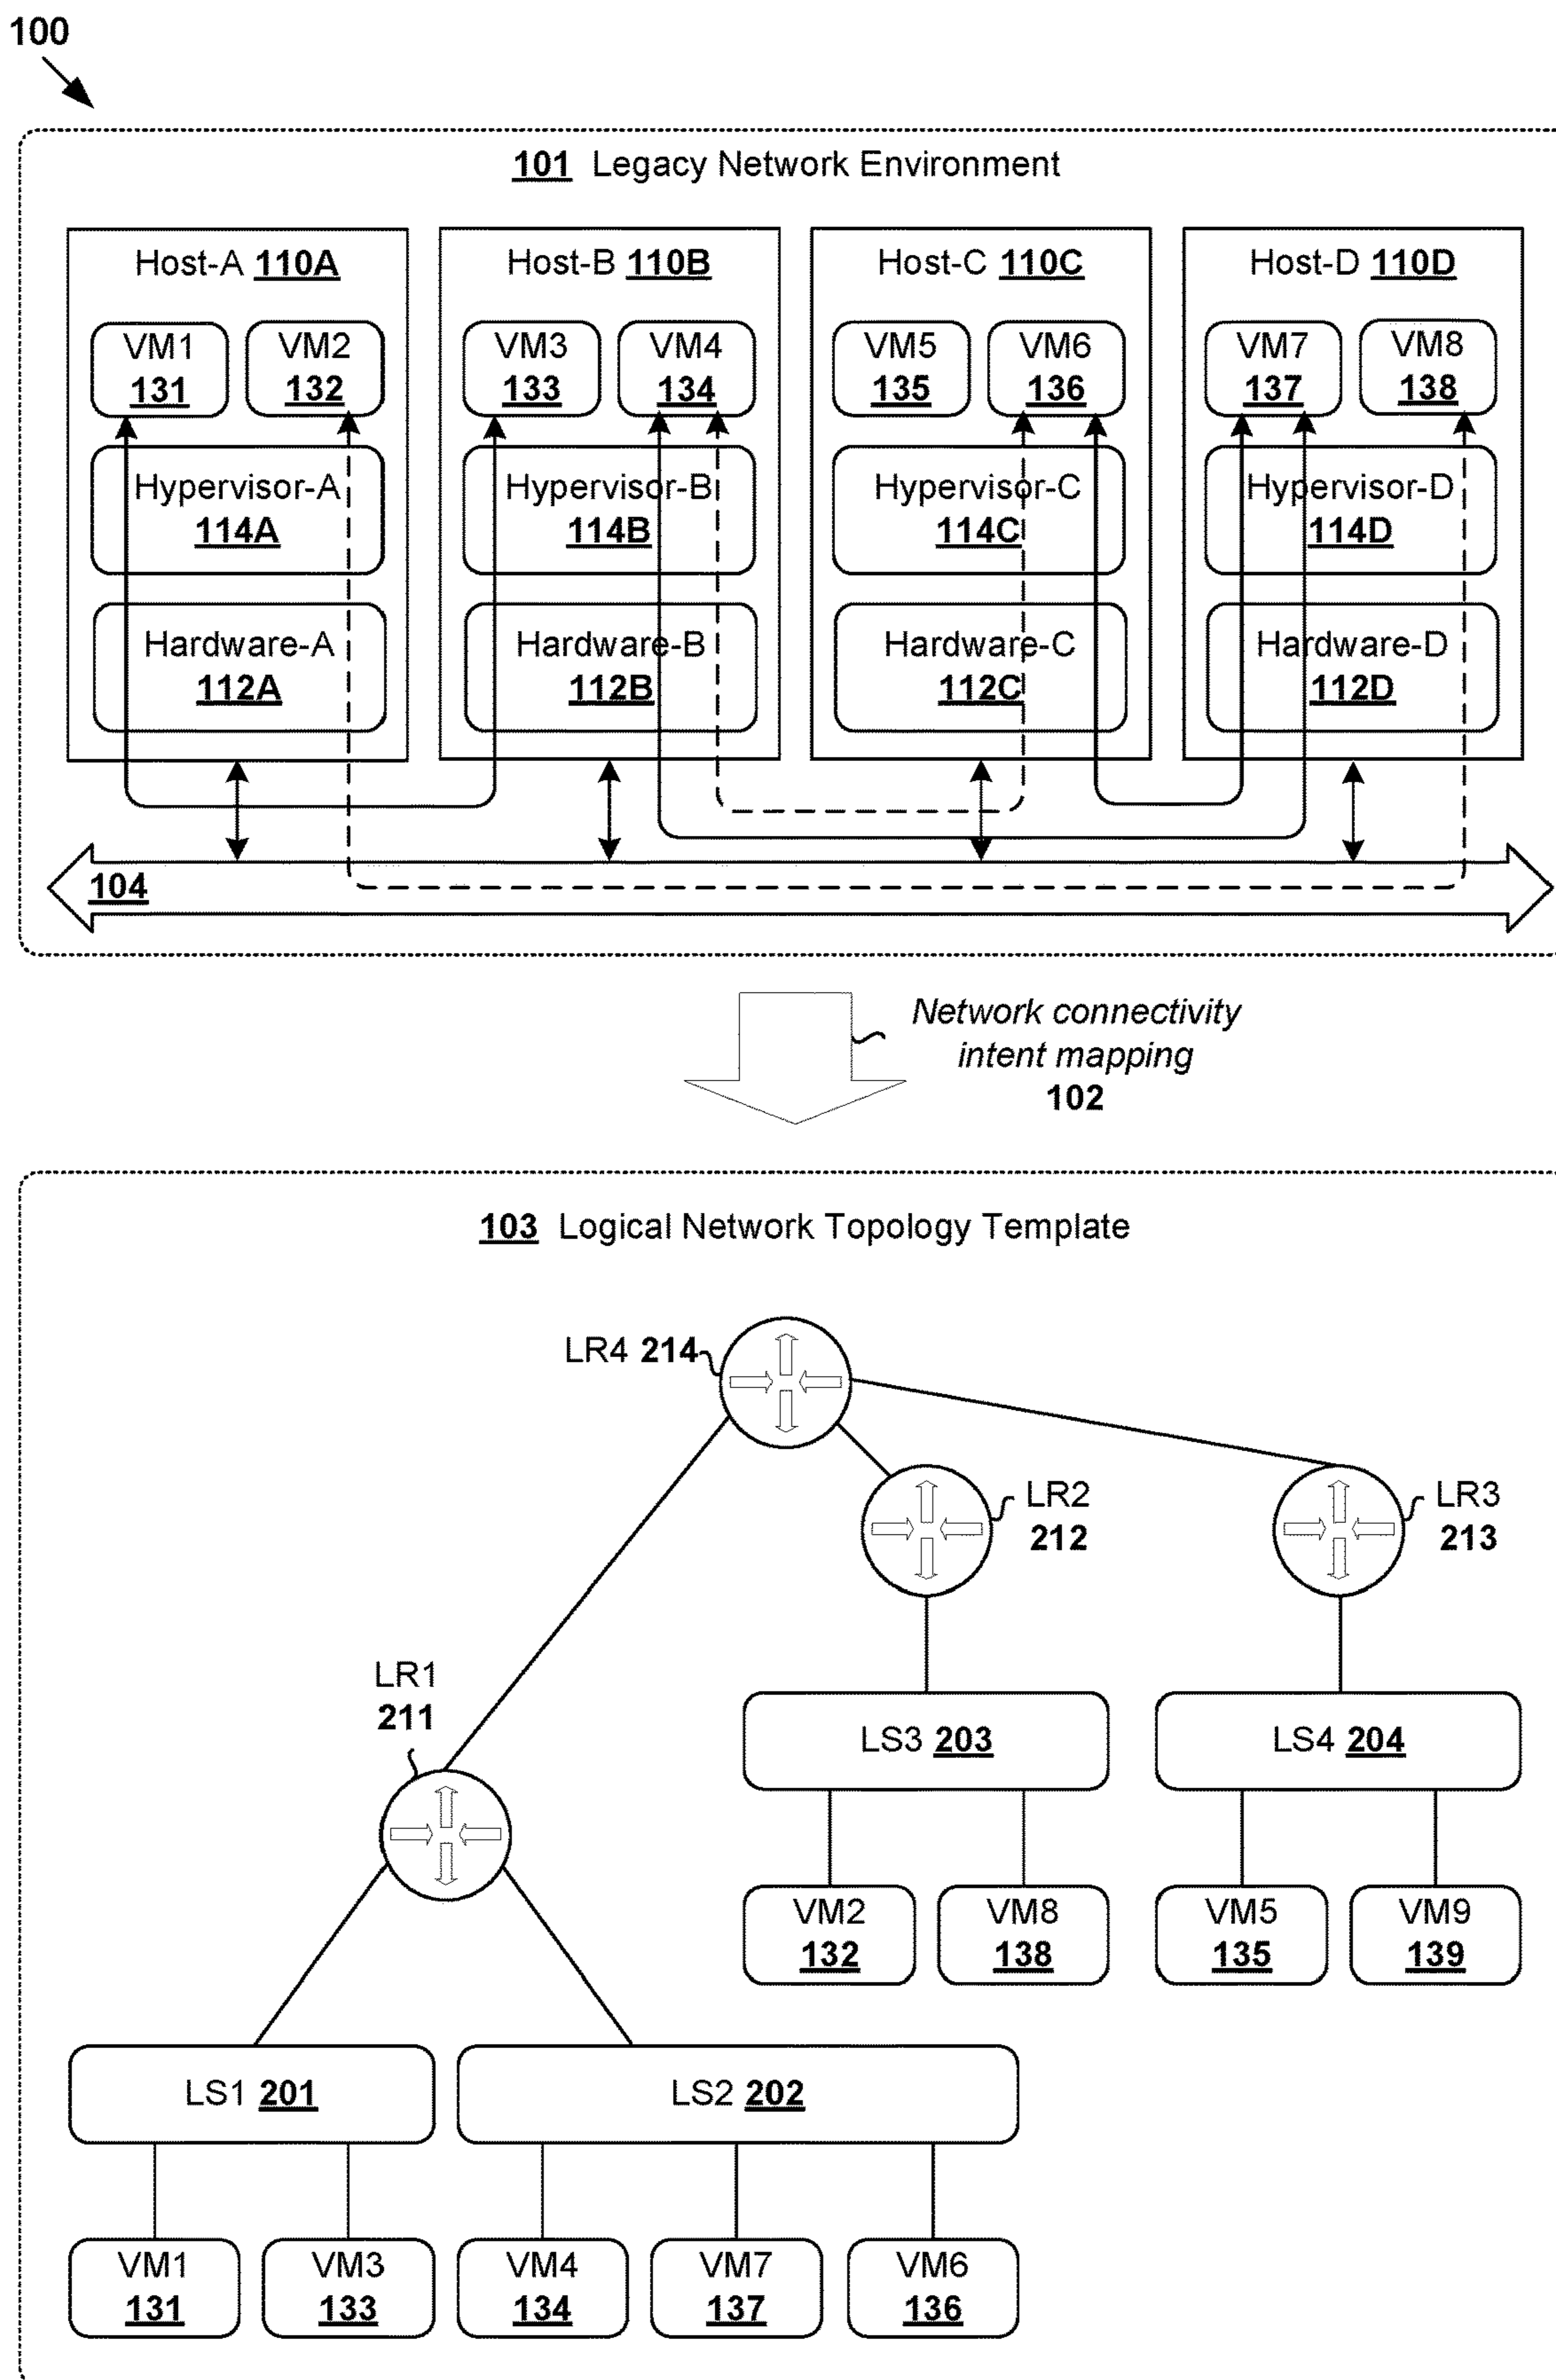 100
101 Legacy Network Environment
Host-A 110A
Host-B 110B
Host-C 110C
Host-D 110D
VM1
131
VM2
132
VM3
133
VM4
134
VM5
135
VM6
136
VM7
137
VM8
138
Hypervisor-A
114A
Hypervisor-B
114B
Hypervisor-C
114C
Hypervisor-D
114D
Hardware-A
112A
Hardware-B
112B
Hardware-C
112C
Hardware-D
112D
104
Network connectivity
intent mapping
102
103 Logical Network Topology Template
LR4 214
LR2
212
LR3
213
LR1
211
LS3 203
LS4 204
VM2
132
VM8
138
VM5
135
VM9
139
LS1 201
LS2 202
VM1
131
VM3
133
VM4
134
VM7
137
VM6
136